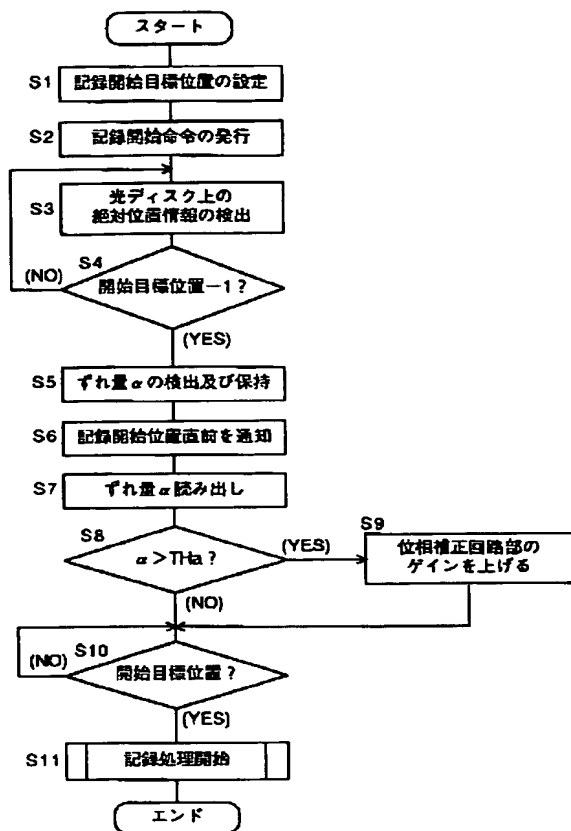 スタート
S1
記録開始目標位置の設定
S2
記録開始命令の発行
S3
光ディスク上の
絶対位置情報の検出
S4
(NO)
開始目標位置－1？
(YES)
S5
ずれ量αの検出及び保持
S6
記録開始位置直前を通知
S7
ずれ量α読み出し
S8
α＞THa？
(YES)
S9
位相補正回路部の
ゲインを上げる
(NO)
S10
(NO)
開始目標位置？
(YES)
S11
記録処理開始
エンド